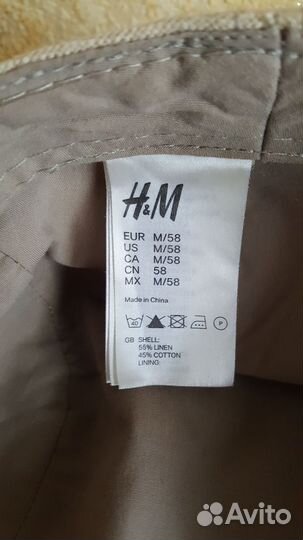 H&M
EUR M/58
US M/58
CA M/58
CN 58
MX M/58
Made in China
40 P
GB SHELL:
55% LINEN
45% COTTON
LINING:
Avito